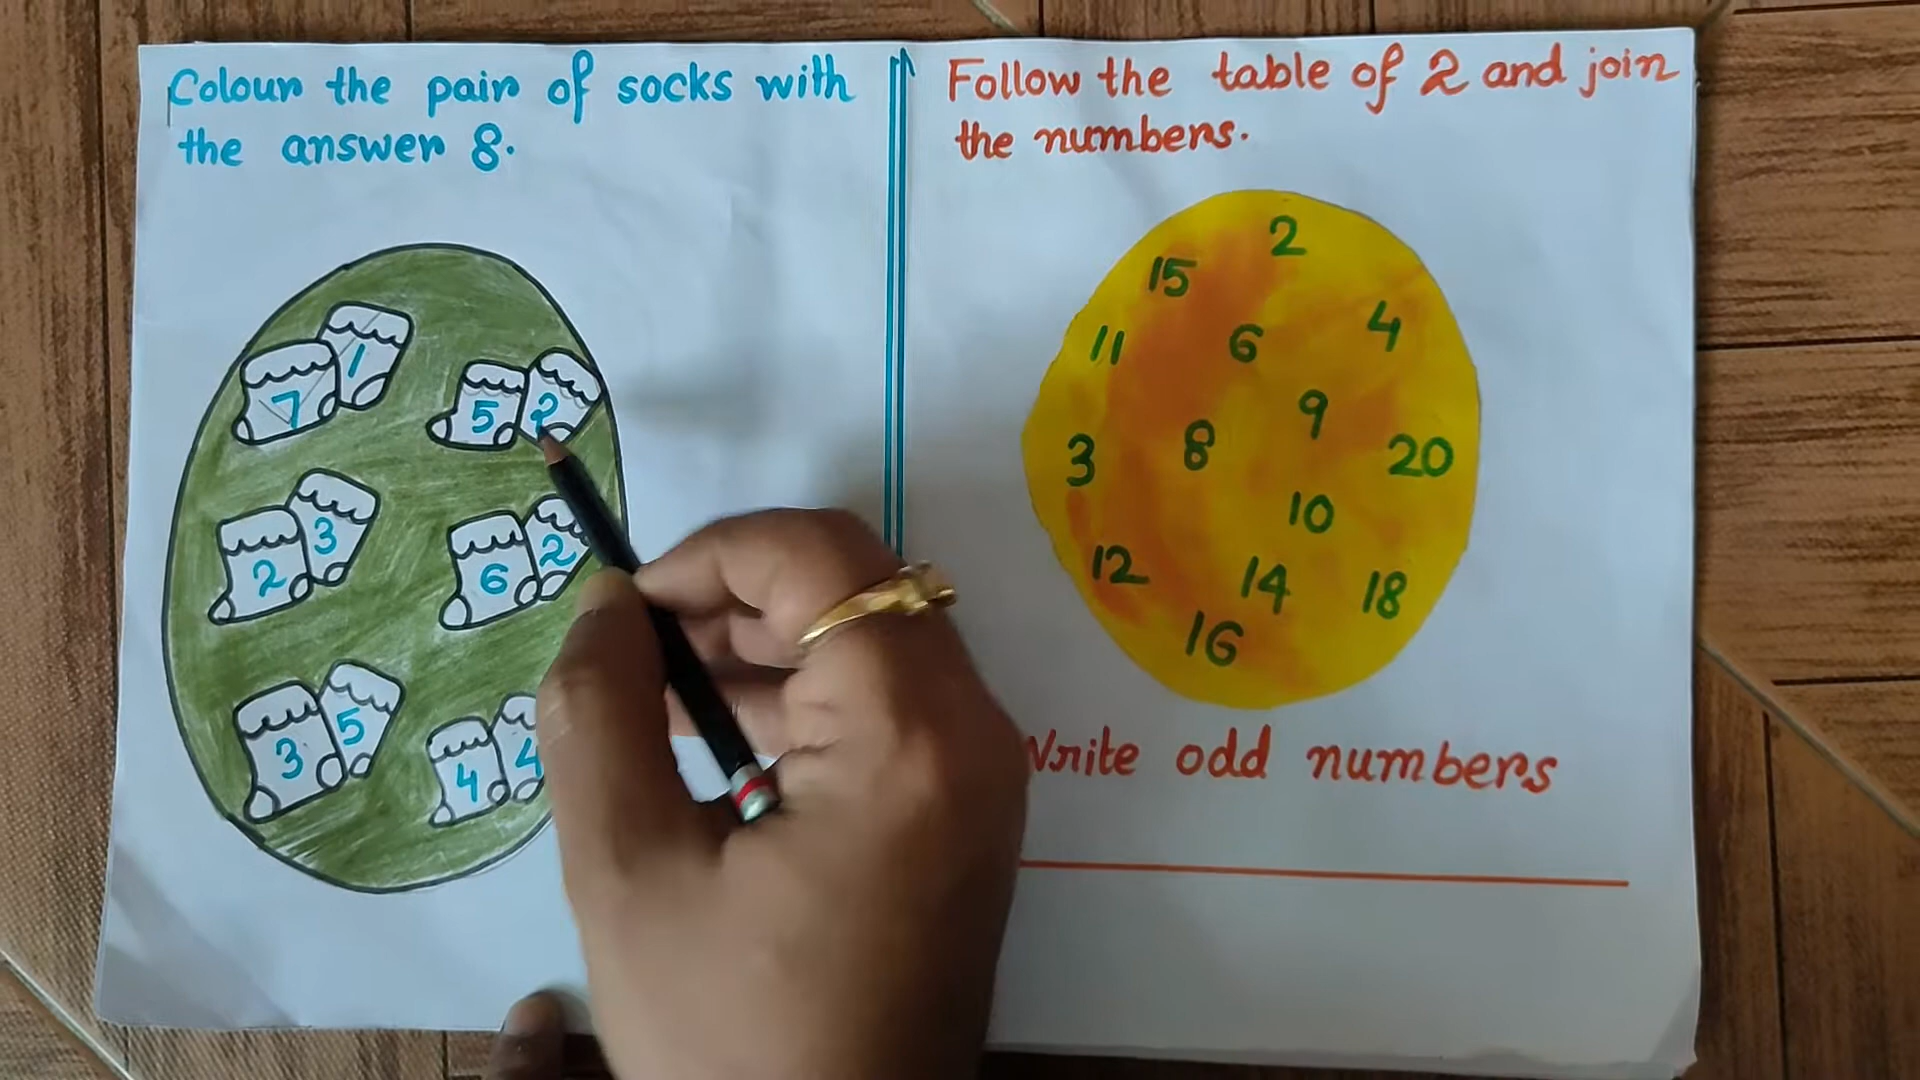 Colour the pair of socks with
the answer 8.
7 1
5 2
2 3
6 2
3 5
4 4
Follow the table of 2 and join
the numbers.
2
15
4
11 6
9
3 8 20
10
12 14 18
16
Write odd numbers